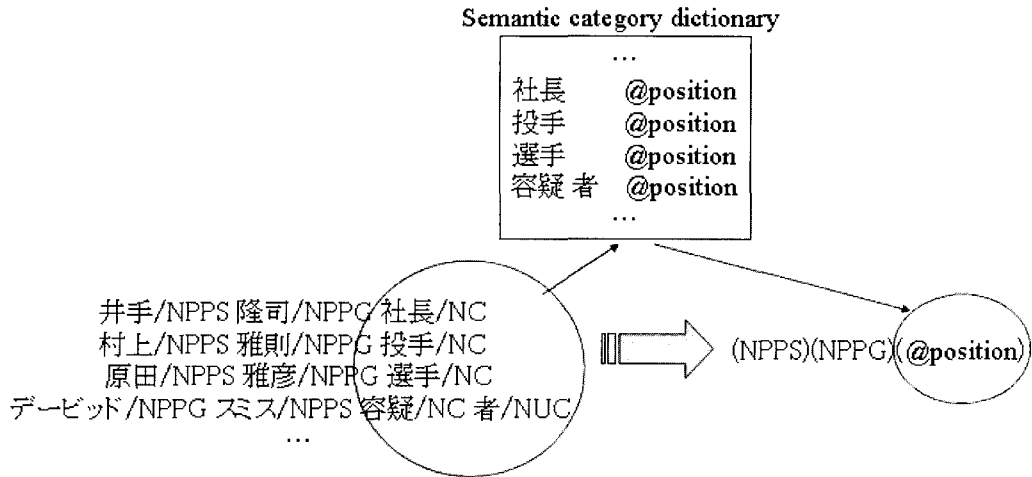 Semantic category dictionary
…
社長 @position
投手 @position
選手 @position
容疑 者 @position
…
井手/NPPS 隆司/NPPG 社長/NC
村上/NPPS 雅則/NPPG 投手/NC
原田/NPPS 雅彦/NPPG 選手/NC
デービッド/NPPG スミス/NPPS 容疑/NC 者/NUC
…
(NPPS)(NPPG)(@position)